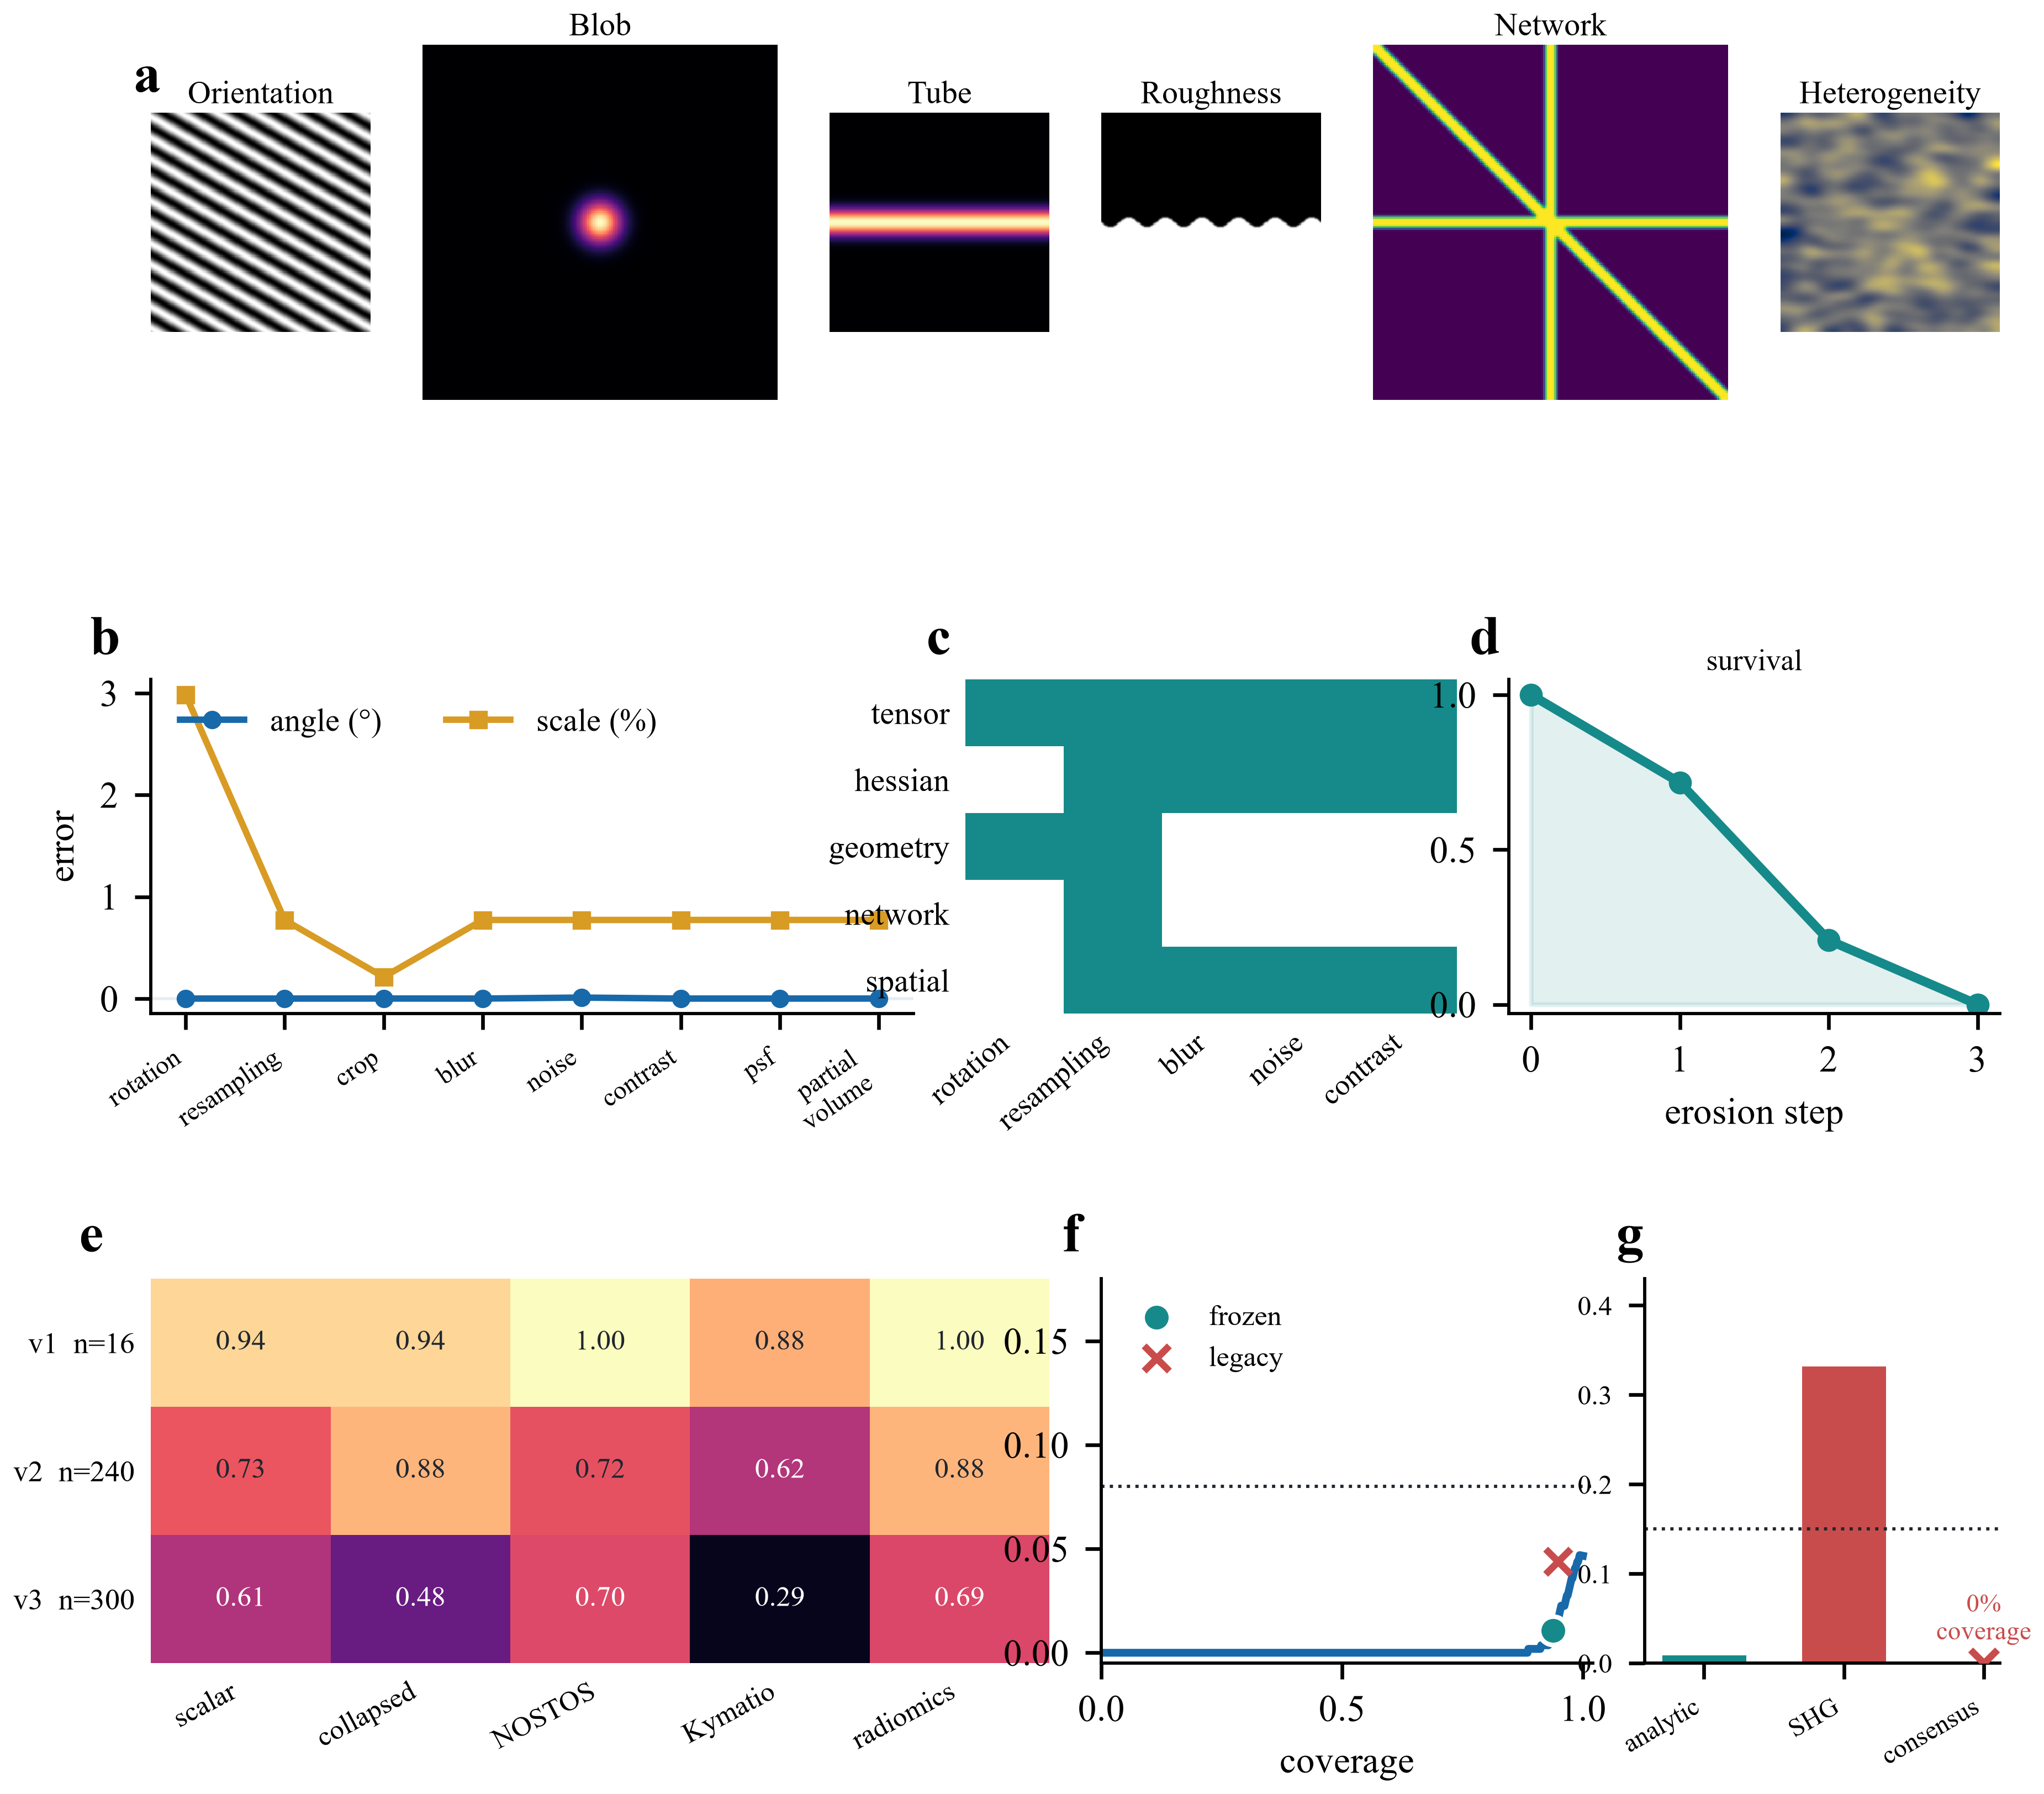 a
Orientation
Blob
Tube
Roughness
Network
Heterogeneity
b
3
2
1
0
error
angle (°)
scale (%)
rotation
resampling
crop
blur
noise
contrast
psf
partial
volume
c
tensor
hessian
geometry
network
spatial
rotation
resampling
blur
noise
contrast
d
survival
1.0
0.5
0.0
0
1
2
3
erosion step
e
v1 n=16
0.94
0.94
1.00
0.88
1.00
v2 n=240
0.73
0.88
0.72
0.62
0.88
v3 n=300
0.61
0.48
0.70
0.29
0.69
scalar
collapsed
NOSTOS
Kymatio
radiomics
f
frozen
legacy
0.15
0.10
0.05
0.00
0.0
0.5
1.0
coverage
g
0.4
0.3
0.2
0.1
0.0
0%
coverage
analytic
SHG
consensus